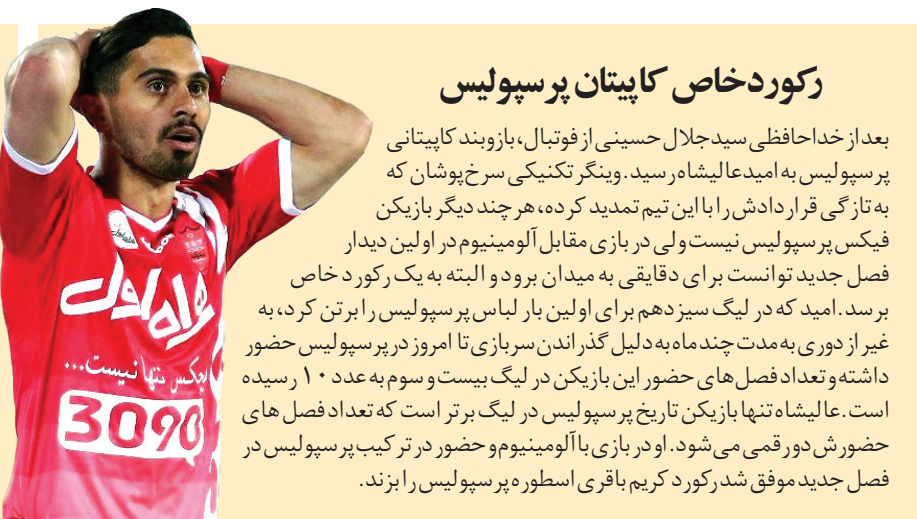 رکورد خاص کاپیتان پرسپولیس
بعد از خداحافظی سیدجلال حسینی از فوتبال، بازوبند کاپیتانی
پرسپولیس به امید عالیشاه رسید. وینگر تکنیکی سرخ‌پوشان که
به‌تازگی قراردادش را با این تیم تمدید کرده، هر چند دیگر بازیکن
فیکس پرسپولیس نیست ولی در بازی مقابل آلومینیوم در اولین دیدار
فصل جدید توانست برای دقایقی به میدان برود و البته به یک رکورد خاص
برسد. امید که در لیگ سیزدهم برای اولین بار لباس پرسپولیس را بر تن کرد، به
غیر از دوری به‌مدت چند ماه به‌دلیل گذراندن سربازی تا امروز در پرسپولیس حضور
داشته و تعداد فصل‌های حضور این بازیکن در لیگ بیست و سوم به عدد ۱۰ رسیده
است. عالیشاه تنها بازیکن تاریخ پرسپولیس در لیگ برتر است که تعداد فصل‌های
حضورش دو رقمی می‌شود. او در بازی با آلومینیوم و حضور در ترکیب پرسپولیس در
فصل جدید موفق شد رکورد کریم باقری اسطوره پرسپولیس را بزند.
همراه اول
هیچکس تنها نیست...
3090